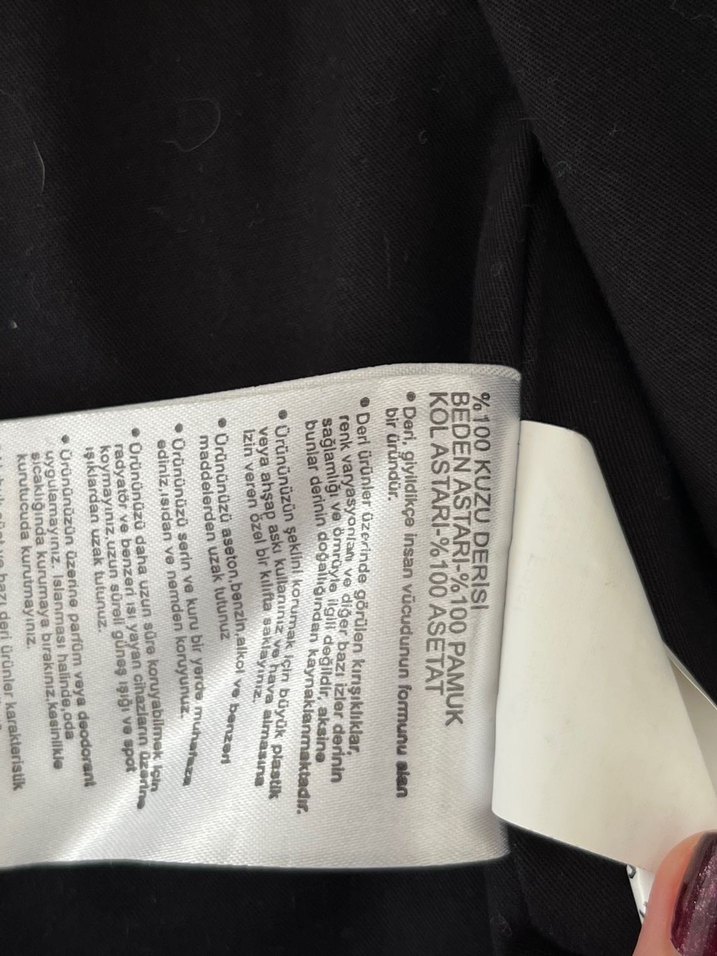 %100 KUZU DERİSİ
BEDEN ASTARI-%100 PAMUK
KOL ASTARI-%100 ASETAT
● Deri, giyildikçe insan vücudunun formunu alan
bir üründür.
● Deri ürünler üzerinde görülen kırışıklıklar,
renk varyasyonları ve diğer bazı izler derinin
sağlamlığı ve ömrüyle ilgili değildir, aksine
bunlar derinin doğallığından kaynaklanmaktadır.
● Ürününüzün şeklini korumak için büyük plastik
veya ahşap askı kullanınız ve hava almasına
izin veren özel bir kılıfta saklayınız.
● Ürününüzü aseton,benzin,alkol ve benzeri
maddelerden uzak tutunuz
● Ürününüzü serin ve kuru bir yerde muhafaza
ediniz,ısıdan ve nemden koruyunuz.
● Ürününüzü daha uzun süre koruyabilmek için
radyatör ve benzeri ısı yayan cihazların üzerine
koymayınız,uzun süreli güneş ışığı ve spot
ışıklardan uzak tutunuz.
● Ürününüzün üzerine parfüm veya deodorant
uygulamayınız. Islanması halinde,oda
sıcaklığında kurumaya bırakınız,kesinlikle
kurutucuda kurutmayınız.
bazı deri ürünler karakteristik